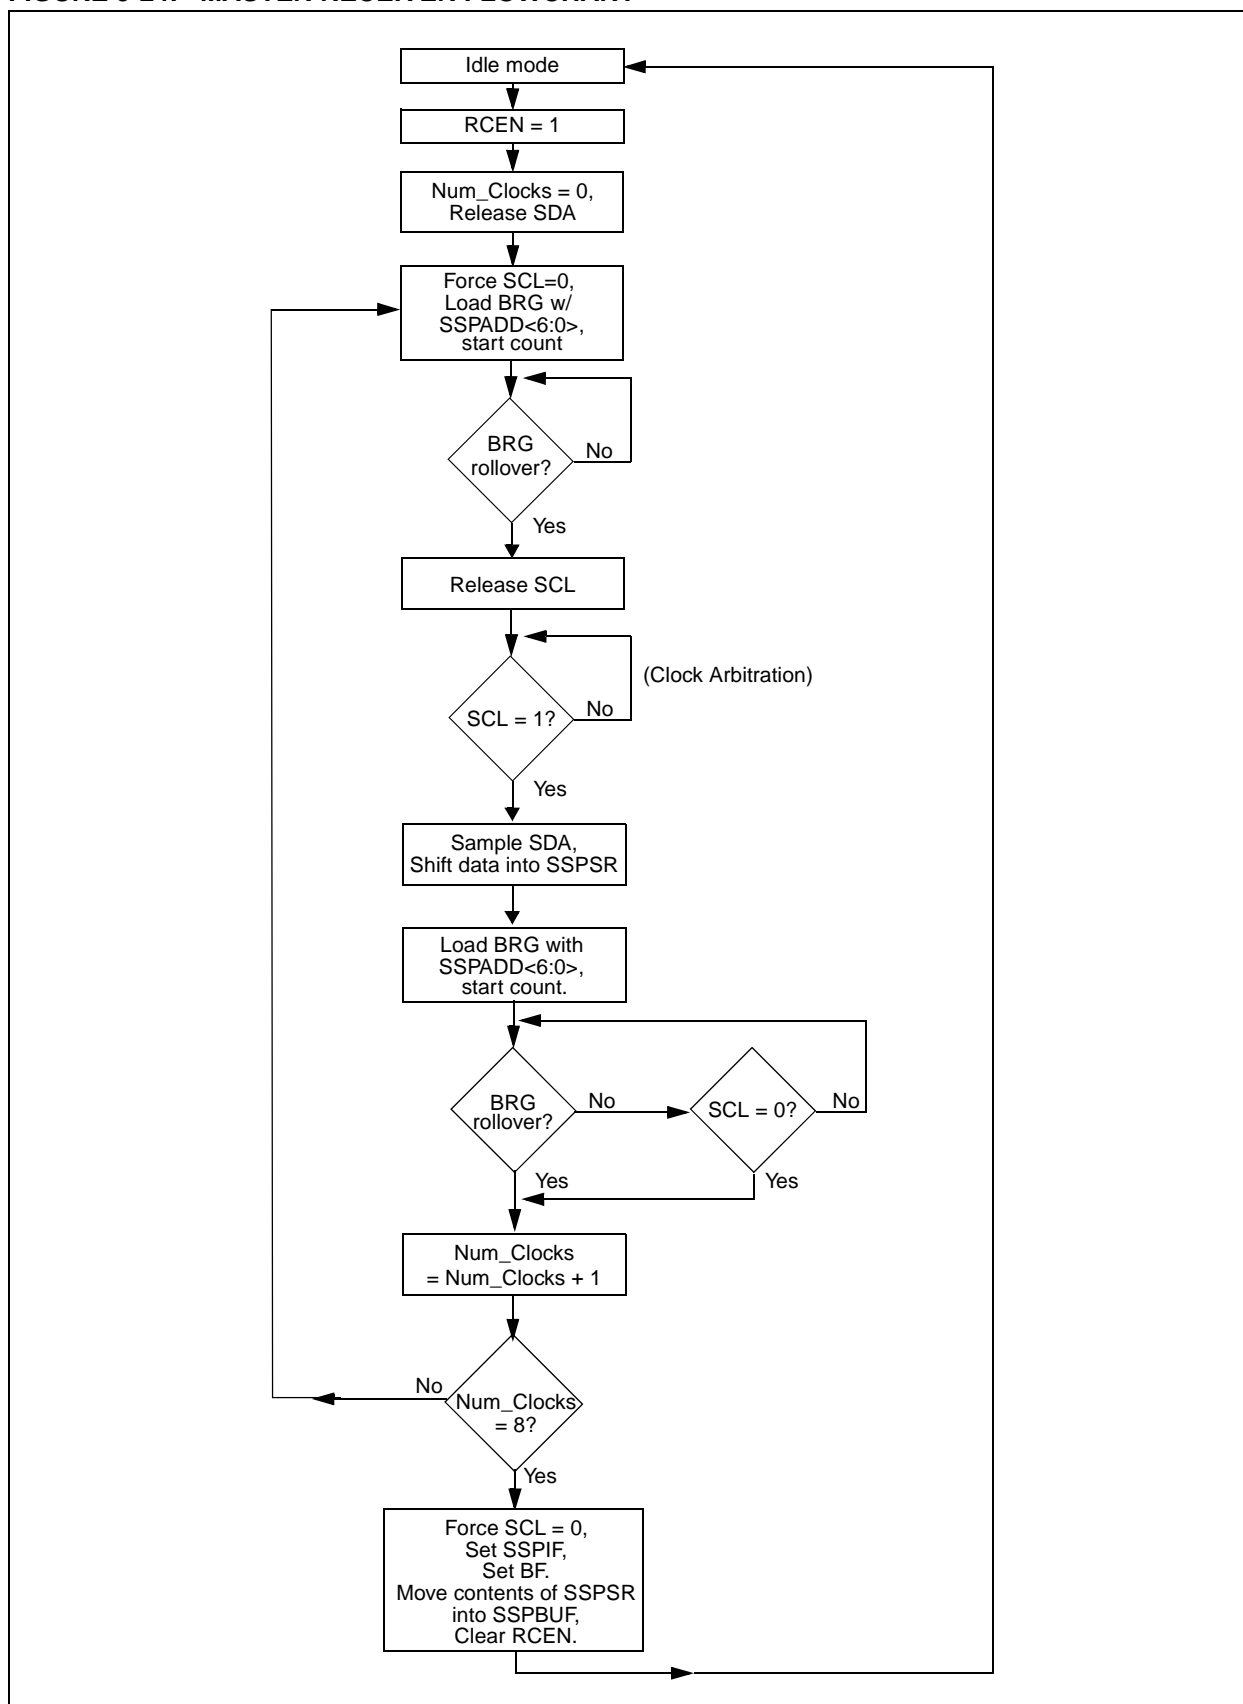 Idle mode
RCEN = 1
Num_Clocks = 0,
Release SDA
Force SCL=0,
Load BRG w/
SSPADD<6:0>,
start count
BRG
rollover?
No
Yes
Release SCL
(Clock Arbitration)
SCL = 1?
No
Yes
Sample SDA,
Shift data into SSPSR
Load BRG with
SSPADD<6:0>,
start count.
BRG
rollover?
No
SCL = 0?
No
Yes
Yes
Num_Clocks
= Num_Clocks + 1
No
Num_Clocks
= 8?
Yes
Force SCL = 0,
Set SSPIF,
Set BF.
Move contents of SSPSR
into SSPBUF,
Clear RCEN.